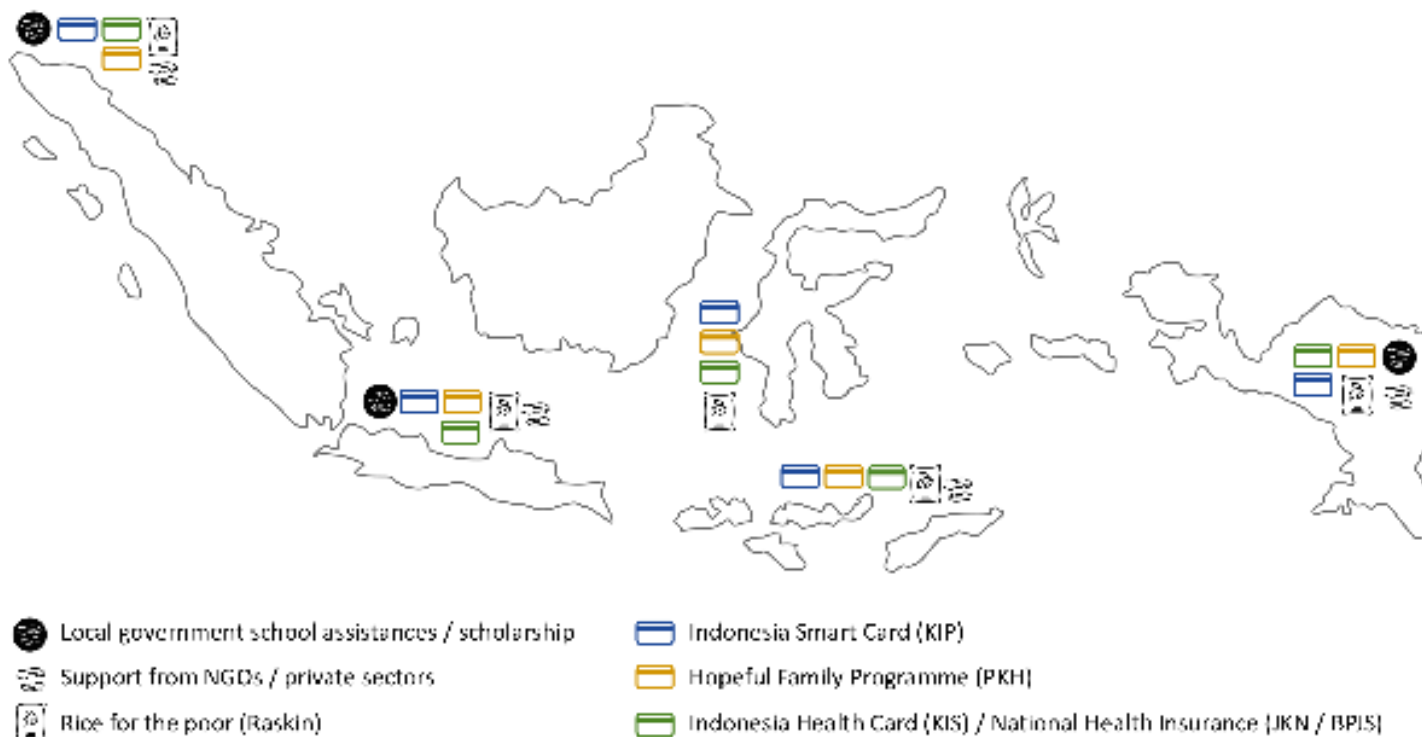 Local government school assistances / scholarship
Support from NGOs / private sectors
Rice for the poor (Raskin)
Indonesia Smart Card (KIP)
Hopeful Family Programme (PKH)
Indonesia Health Card (KIS) / National Health Insurance (JKN / BPJS)